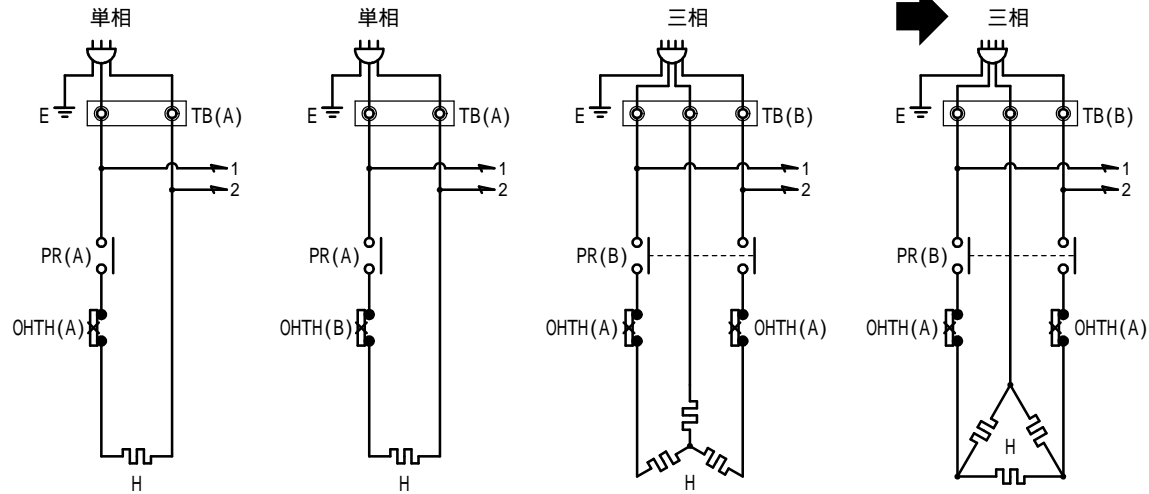 単相
E
TB(A)
1
2
PR(A)
OHTH(A)
H
単相
E
TB(A)
1
2
PR(A)
OHTH(B)
H
三相
E
TB(B)
1
2
PR(B)
OHTH(A)
OHTH(A)
H
三相
E
TB(B)
1
2
PR(B)
OHTH(A)
OHTH(A)
H